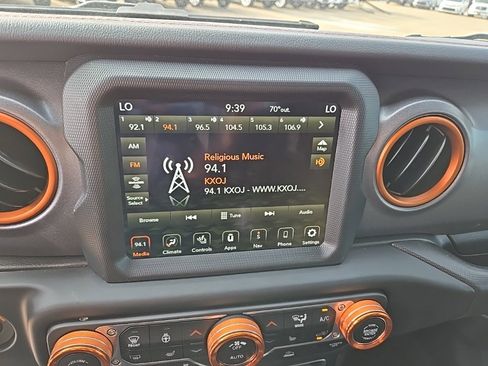 LO 9:39 70°out. LO
1 2 3 4 5 6
92.1 94.1 96.5 104.5 105.3 106.9
AM
Map
FM
Religious Music
94.1
KXOJ
94.1 KXOJ - WWW.KXOJ....
Source
Select
Browse Tune Audio
94.1
Media Climate Controls Apps Nav Phone Settings
FRONT
A/C
AUTO